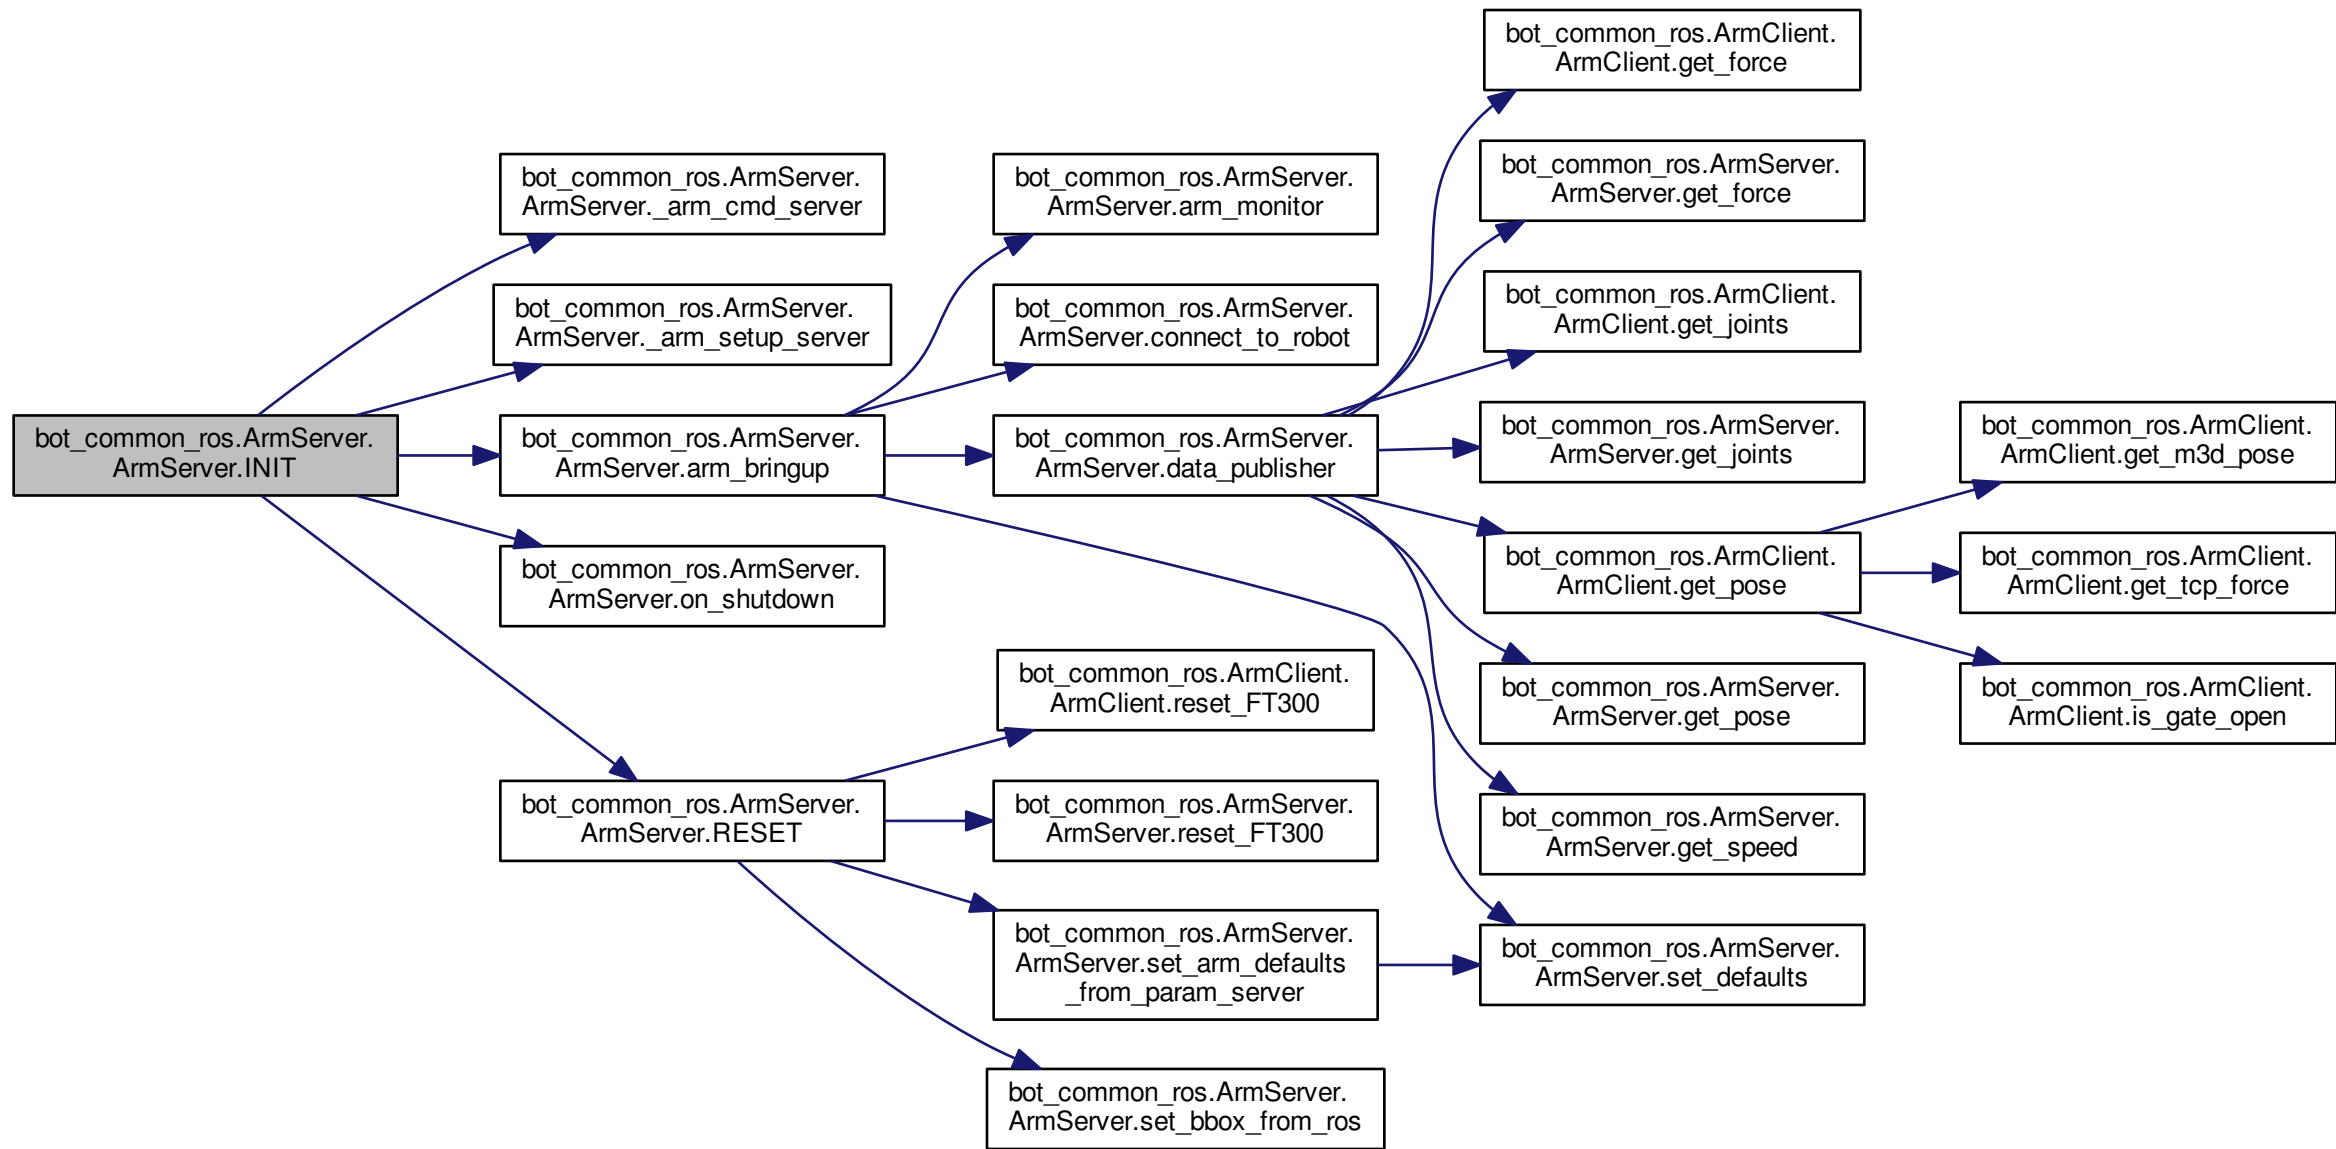 bot_common_ros.ArmServer.
ArmServer.INIT
bot_common_ros.ArmServer.
ArmServer._arm_cmd_server
bot_common_ros.ArmServer.
ArmServer._arm_setup_server
bot_common_ros.ArmServer.
ArmServer.arm_bringup
bot_common_ros.ArmServer.
ArmServer.on_shutdown
bot_common_ros.ArmServer.
ArmServer.RESET
bot_common_ros.ArmServer.
ArmServer.arm_monitor
bot_common_ros.ArmServer.
ArmServer.connect_to_robot
bot_common_ros.ArmServer.
ArmServer.data_publisher
bot_common_ros.ArmClient.
ArmClient.reset_FT300
bot_common_ros.ArmServer.
ArmServer.reset_FT300
bot_common_ros.ArmServer.
ArmServer.set_arm_defaults
_from_param_server
bot_common_ros.ArmServer.
ArmServer.set_bbox_from_ros
bot_common_ros.ArmClient.
ArmClient.get_force
bot_common_ros.ArmServer.
ArmServer.get_force
bot_common_ros.ArmClient.
ArmClient.get_joints
bot_common_ros.ArmServer.
ArmServer.get_joints
bot_common_ros.ArmClient.
ArmClient.get_pose
bot_common_ros.ArmServer.
ArmServer.get_pose
bot_common_ros.ArmServer.
ArmServer.get_speed
bot_common_ros.ArmServer.
ArmServer.set_defaults
bot_common_ros.ArmClient.
ArmClient.get_m3d_pose
bot_common_ros.ArmClient.
ArmClient.get_tcp_force
bot_common_ros.ArmClient.
ArmClient.is_gate_open